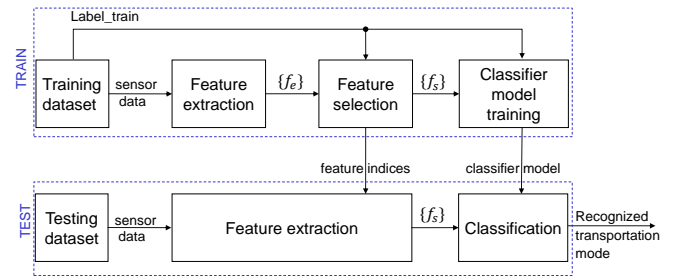 Label_train
TRAIN
Training
dataset
sensor
data
Feature
extraction
{fₑ}
Feature
selection
{fₛ}
Classifier
model
training
feature indices
classifier model
TEST
Testing
dataset
sensor
data
Feature extraction
{fₛ}
Classification
Recognized
transportation
mode